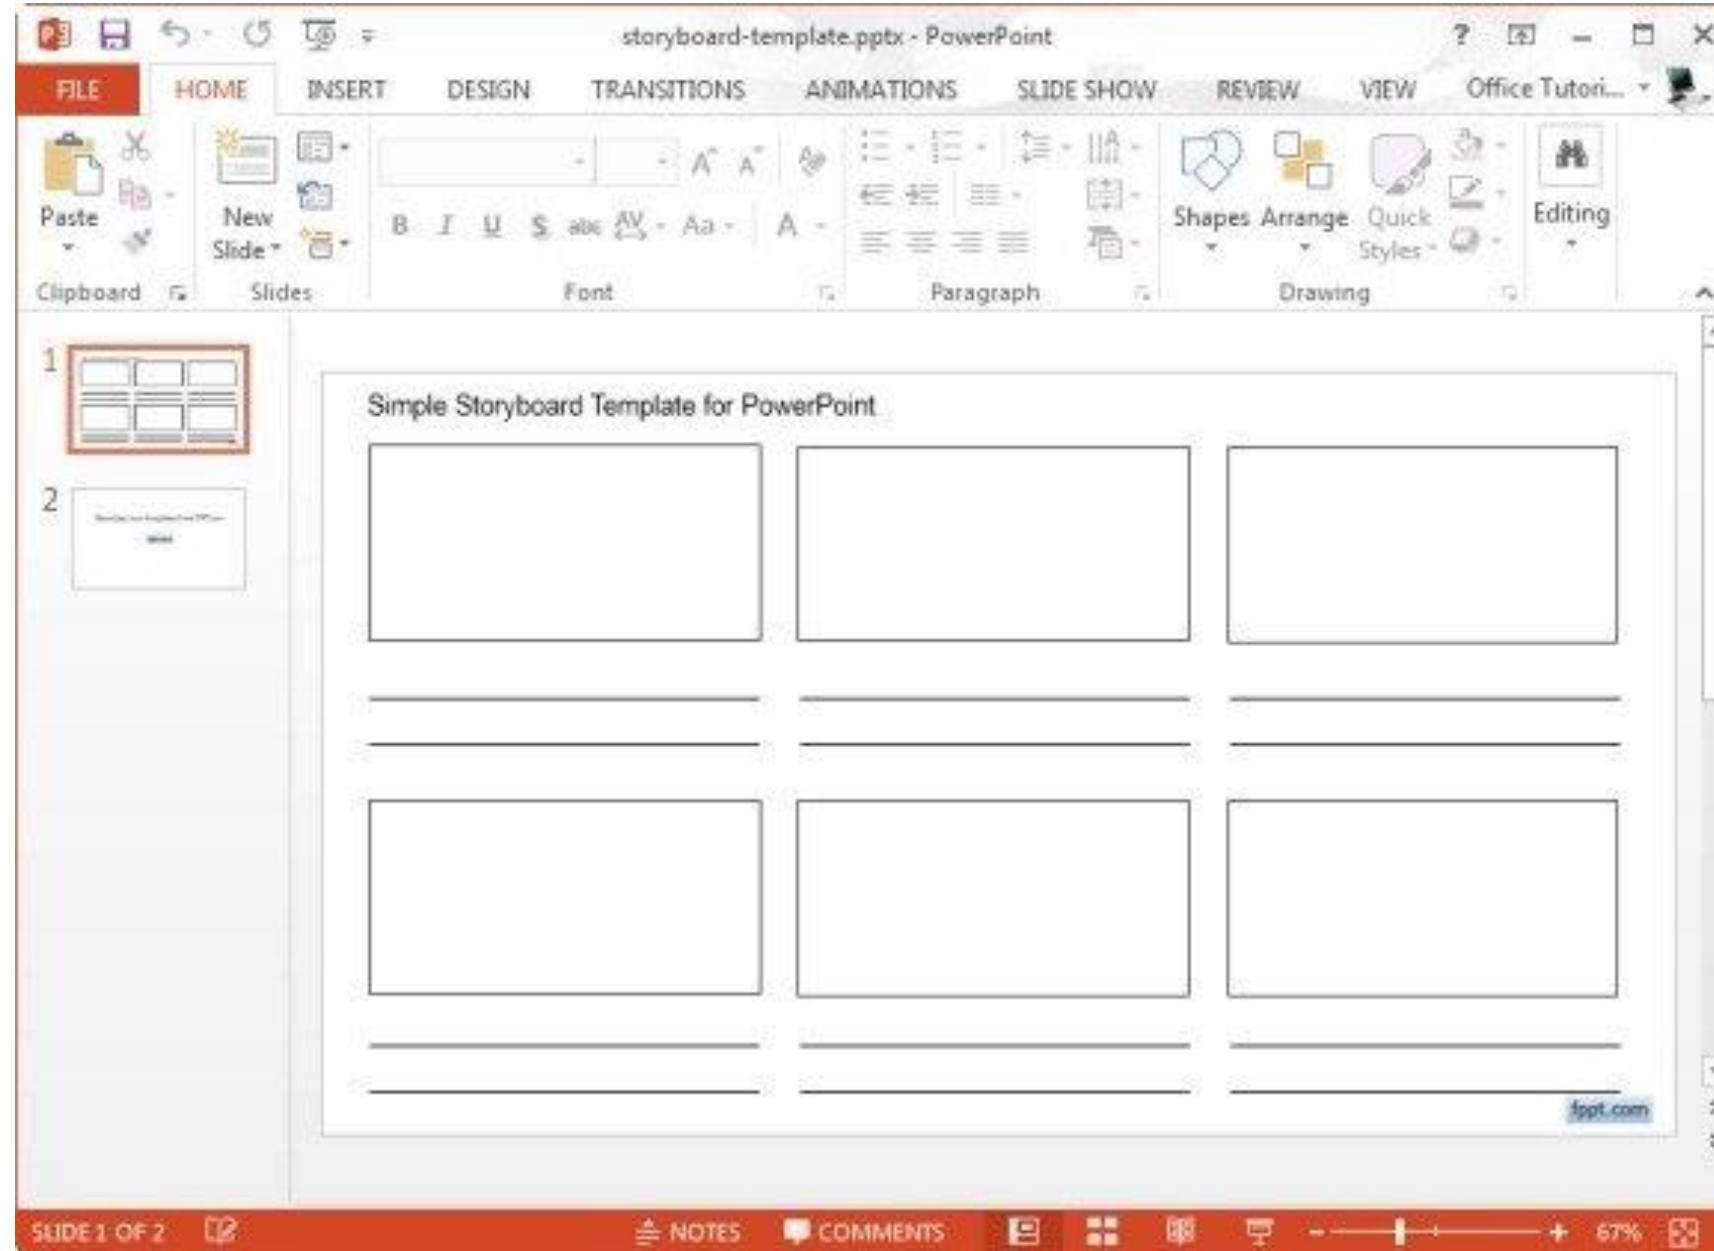 storyboard-template.pptx - PowerPoint
?
FILE HOME INSERT DESIGN TRANSITIONS ANIMATIONS SLIDE SHOW REVIEW VIEW Office Tutori...
Paste
New
Slide
B I U S abc AV Aa A
Shapes Arrange Quick
Styles
Editing
Clipboard Slides Font Paragraph Drawing
1
2
Simple Storyboard Template for PowerPoint
fppt.com
SLIDE 1 OF 2 NOTES COMMENTS 67%